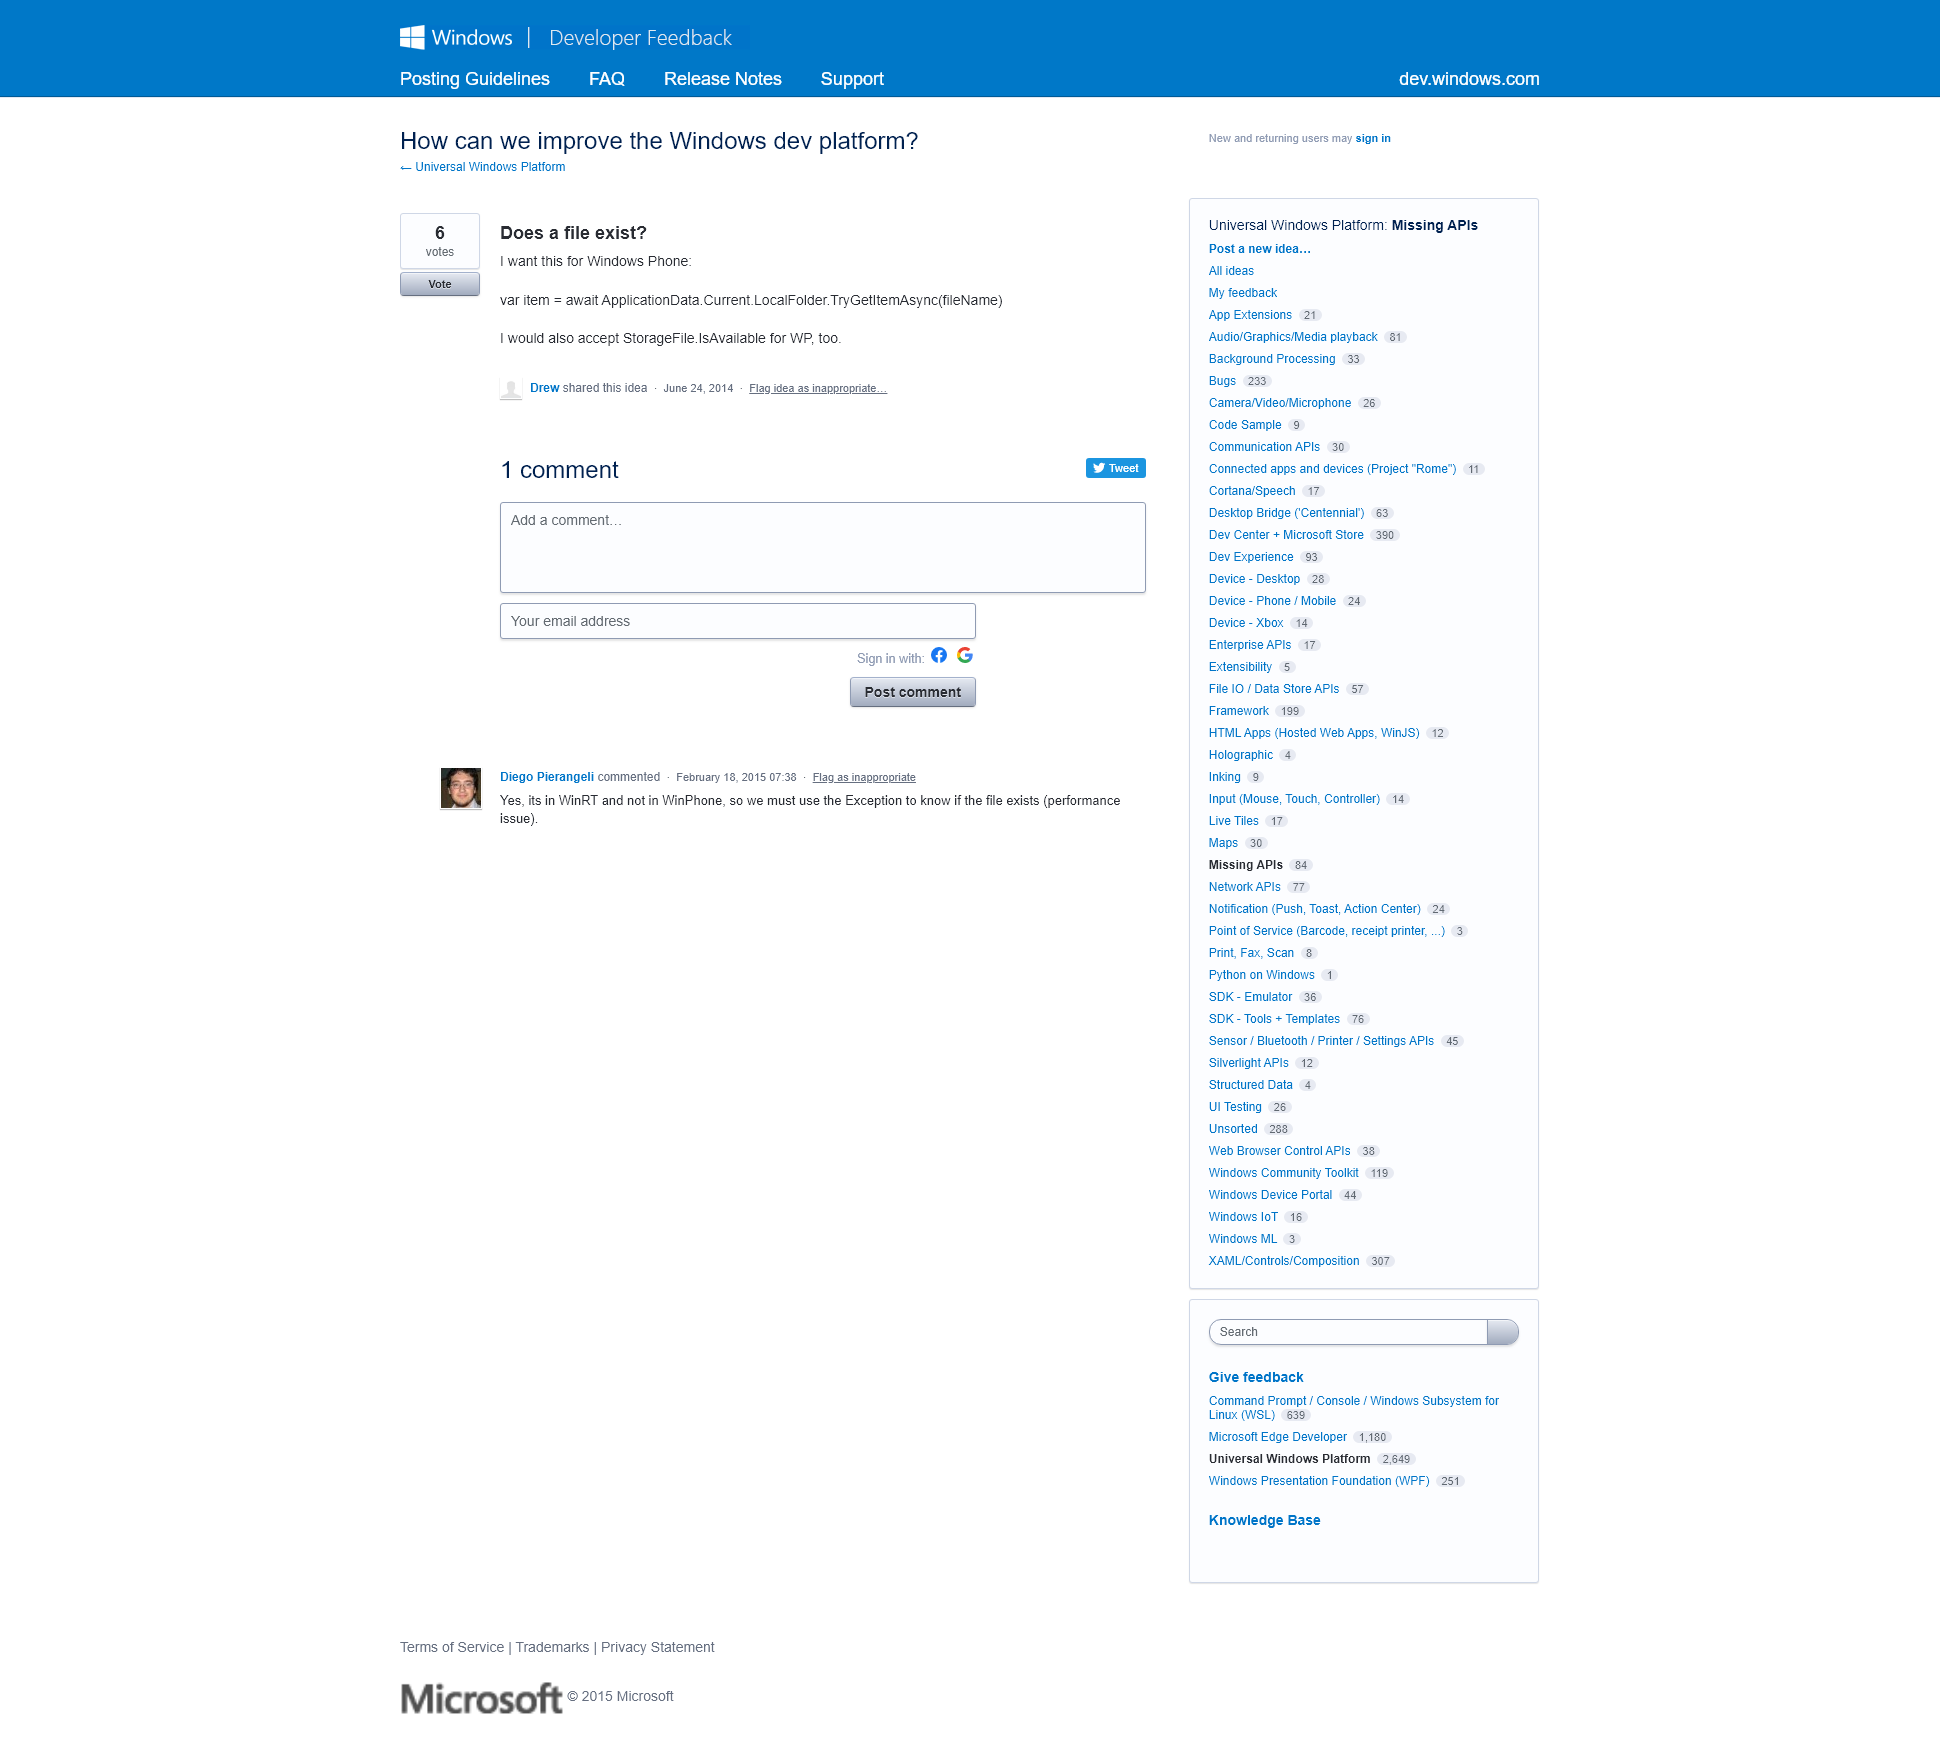 Windows | Developer Feedback
Posting Guidelines FAQ Release Notes Support dev.windows.com
How can we improve the Windows dev platform?
← Universal Windows Platform
New and returning users may sign in
6
votes
Vote
Does a file exist?
I want this for Windows Phone:
var item = await ApplicationData.Current.LocalFolder.TryGetItemAsync(fileName)
I would also accept StorageFile.IsAvailable for WP, too.
Drew shared this idea · June 24, 2014 · Flag idea as inappropriate…
1 comment
Tweet
Add a comment…
Your email address
Sign in with:
Post comment
Diego Pierangeli commented · February 18, 2015 07:38 · Flag as inappropriate
Yes, its in WinRT and not in WinPhone, so we must use the Exception to know if the file exists (performance
issue).
Universal Windows Platform: Missing APIs
Post a new idea…
All ideas
My feedback
App Extensions 21
Audio/Graphics/Media playback 81
Background Processing 33
Bugs 233
Camera/Video/Microphone 26
Code Sample 9
Communication APIs 30
Connected apps and devices (Project "Rome") 11
Cortana/Speech 17
Desktop Bridge ('Centennial') 63
Dev Center + Microsoft Store 390
Dev Experience 93
Device - Desktop 28
Device - Phone / Mobile 24
Device - Xbox 14
Enterprise APIs 17
Extensibility 5
File IO / Data Store APIs 57
Framework 199
HTML Apps (Hosted Web Apps, WinJS) 12
Holographic 4
Inking 9
Input (Mouse, Touch, Controller) 14
Live Tiles 17
Maps 30
Missing APIs 84
Network APIs 77
Notification (Push, Toast, Action Center) 24
Point of Service (Barcode, receipt printer, ...) 3
Print, Fax, Scan 8
Python on Windows 1
SDK - Emulator 36
SDK - Tools + Templates 76
Sensor / Bluetooth / Printer / Settings APIs 45
Silverlight APIs 12
Structured Data 4
UI Testing 26
Unsorted 288
Web Browser Control APIs 38
Windows Community Toolkit 119
Windows Device Portal 44
Windows IoT 16
Windows ML 3
XAML/Controls/Composition 307
Search
Give feedback
Command Prompt / Console / Windows Subsystem for
Linux (WSL) 639
Microsoft Edge Developer 1,180
Universal Windows Platform 2,649
Windows Presentation Foundation (WPF) 251
Knowledge Base
Terms of Service | Trademarks | Privacy Statement
Microsoft © 2015 Microsoft